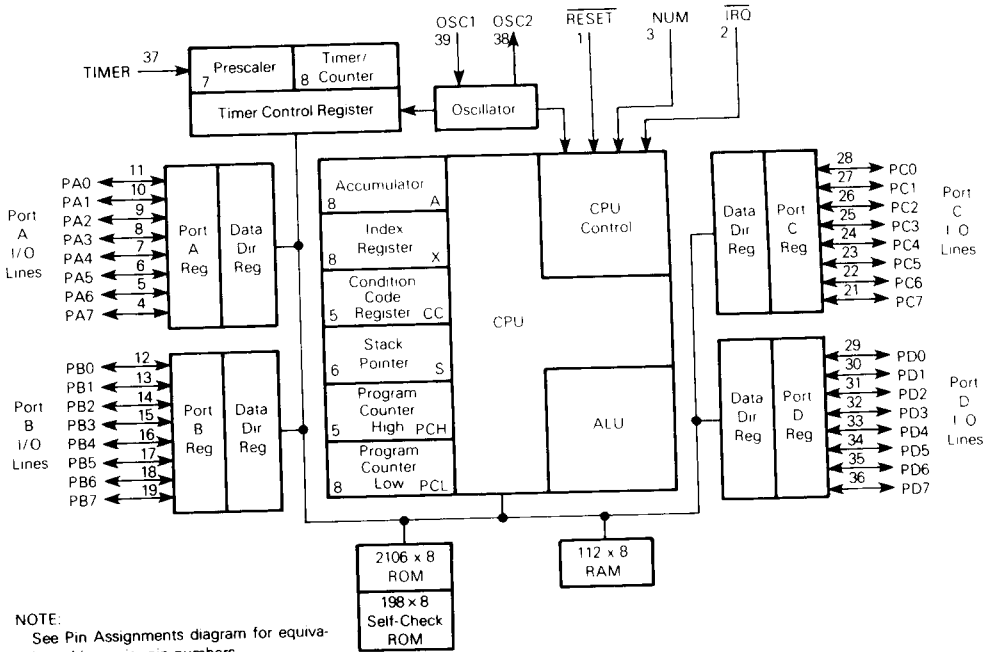 OSC1 OSC2 RESET NUM IRQ
39 38 1 3 2
TIMER 37
Prescaler
7
Timer/
8 Counter
Timer Control Register
Oscillator
Port
A
I/O
Lines
PA0 11
PA1 10
PA2 9
PA3 8
PA4 7
PA5 6
PA6 5
PA7 4
Port
A
Reg
Data
Dir
Reg
Accumulator
8 A
Index
Register
8 X
Condition
Code
Register
5 CC
Stack
Pointer
6 S
Program
Counter
High
5 PCH
Program
Counter
Low
8 PCL
CPU
CPU
Control
ALU
Data
Dir
Reg
Port
C
Reg
28 PC0
27 PC1
26 PC2
25 PC3
24 PC4
23 PC5
22 PC6
21 PC7
Port
C
I O
Lines
Port
B
I/O
Lines
PB0 12
PB1 13
PB2 14
PB3 15
PB4 16
PB5 17
PB6 18
PB7 19
Port
B
Reg
Data
Dir
Reg
Data
Dir
Reg
Port
D
Reg
29 PD0
30 PD1
31 PD2
32 PD3
33 PD4
34 PD5
35 PD6
36 PD7
Port
D
I O
Lines
2106 x 8
ROM
198 x 8
Self-Check
ROM
112 x 8
RAM
NOTE:
See Pin Assignments diagram for equiva-